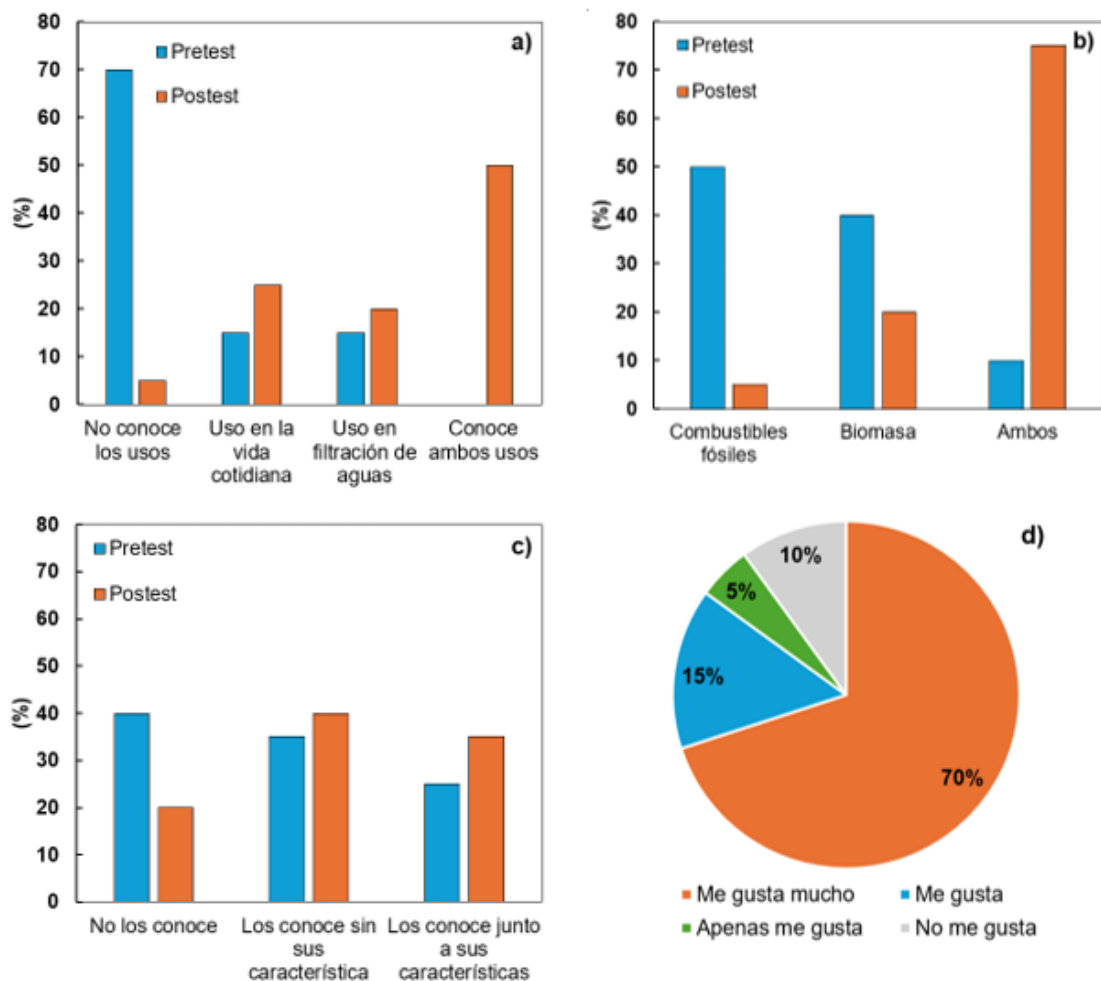 a)
Pretest
Postest
(%)
80
70
60
50
40
30
20
10
0
No conoce
los usos
Uso en la
vida
cotidiana
Uso en
filtración de
aguas
Conoce
ambos usos
b)
Pretest
Postest
(%)
80
70
60
50
40
30
20
10
0
Combustibles
fósiles
Biomasa
Ambos
c)
Pretest
Postest
(%)
80
70
60
50
40
30
20
10
0
No los conoce
Los conoce sin
sus
característica
Los conoce junto
a sus
características
d)
10%
5%
15%
70%
Me gusta mucho
Me gusta
Apenas me gusta
No me gusta